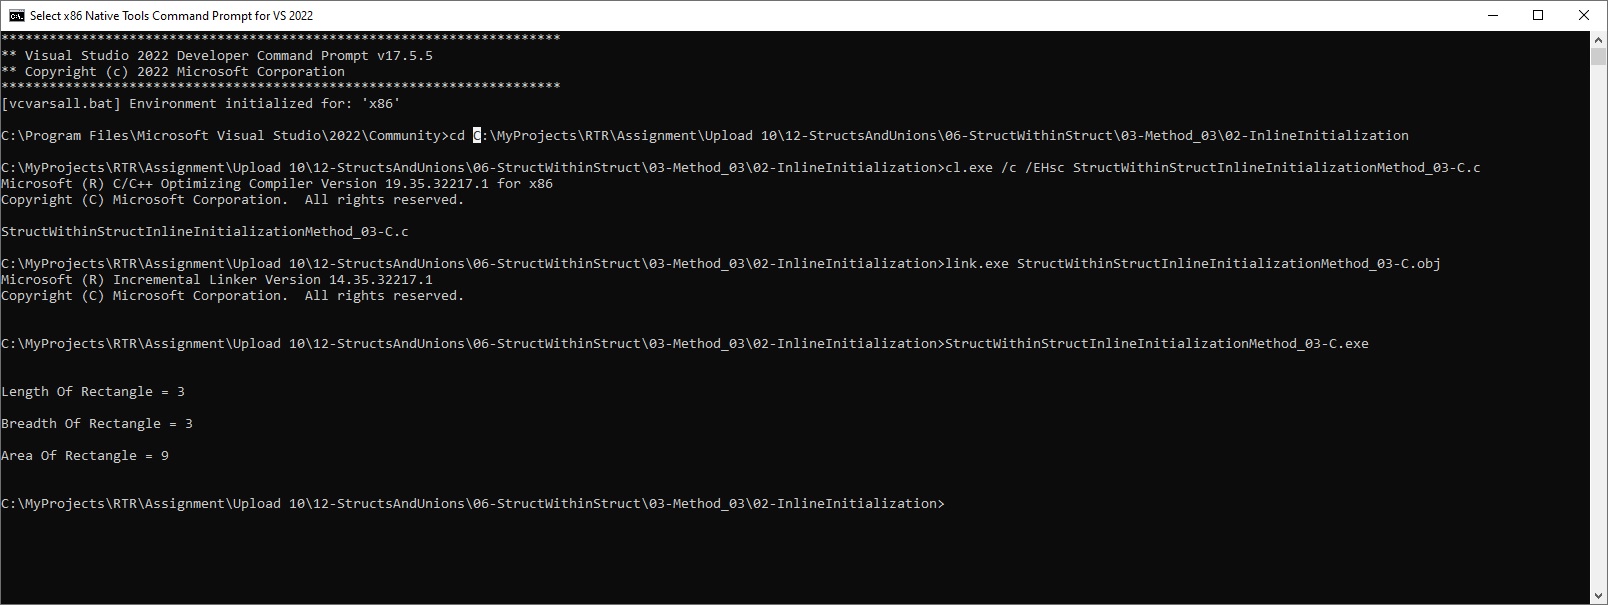 Select x86 Native Tools Command Prompt for VS 2022
**********************************************************************
** Visual Studio 2022 Developer Command Prompt v17.5.5
** Copyright (c) 2022 Microsoft Corporation
**********************************************************************
[vcvarsall.bat] Environment initialized for: 'x86'
C:\Program Files\Microsoft Visual Studio\2022\Community>cd C:\MyProjects\RTR\Assignment\Upload 10\12-StructsAndUnions\06-StructWithinStruct\03-Method_03\02-InlineInitialization
C:\MyProjects\RTR\Assignment\Upload 10\12-StructsAndUnions\06-StructWithinStruct\03-Method_03\02-InlineInitialization>cl.exe /c /EHsc StructWithinStructInlineInitializationMethod_03-C.c
Microsoft (R) C/C++ Optimizing Compiler Version 19.35.32217.1 for x86
Copyright (C) Microsoft Corporation.  All rights reserved.
StructWithinStructInlineInitializationMethod_03-C.c
C:\MyProjects\RTR\Assignment\Upload 10\12-StructsAndUnions\06-StructWithinStruct\03-Method_03\02-InlineInitialization>link.exe StructWithinStructInlineInitializationMethod_03-C.obj
Microsoft (R) Incremental Linker Version 14.35.32217.1
Copyright (C) Microsoft Corporation.  All rights reserved.
C:\MyProjects\RTR\Assignment\Upload 10\12-StructsAndUnions\06-StructWithinStruct\03-Method_03\02-InlineInitialization>StructWithinStructInlineInitializationMethod_03-C.exe
Length Of Rectangle = 3
Breadth Of Rectangle = 3
Area Of Rectangle = 9
C:\MyProjects\RTR\Assignment\Upload 10\12-StructsAndUnions\06-StructWithinStruct\03-Method_03\02-InlineInitialization>